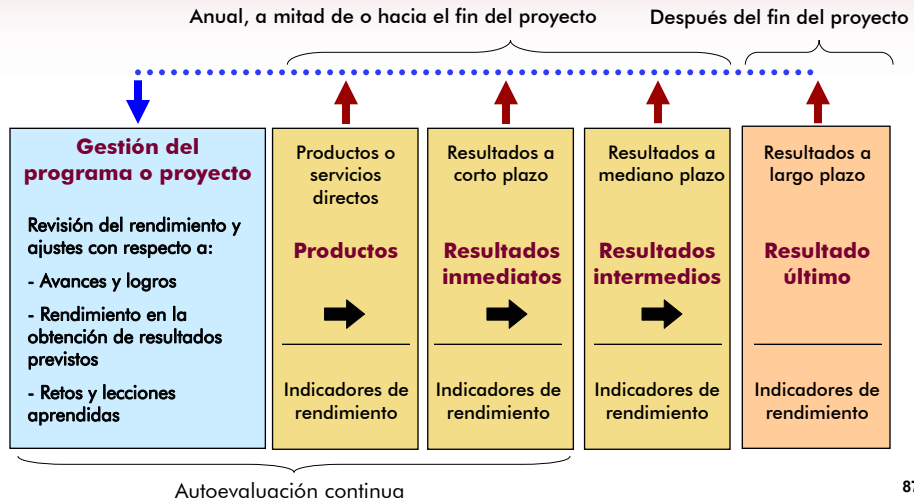 Anual, a mitad de o hacia el fin del proyecto
Después del fin del proyecto
Gestión del
programa o proyecto
Revisión del rendimiento y
ajustes con respecto a:
- Avances y logros
- Rendimiento en la
obtención de resultados
previstos
- Retos y lecciones
aprendidas
Productos o
servicios
directos
Productos
Indicadores de
rendimiento
Resultados a
corto plazo
Resultados
inmediatos
Indicadores de
rendimiento
Resultados a
mediano plazo
Resultados
intermedios
Indicadores de
rendimiento
Resultados a
largo plazo
Resultado
último
Indicadores de
rendimiento
Autoevaluación continua